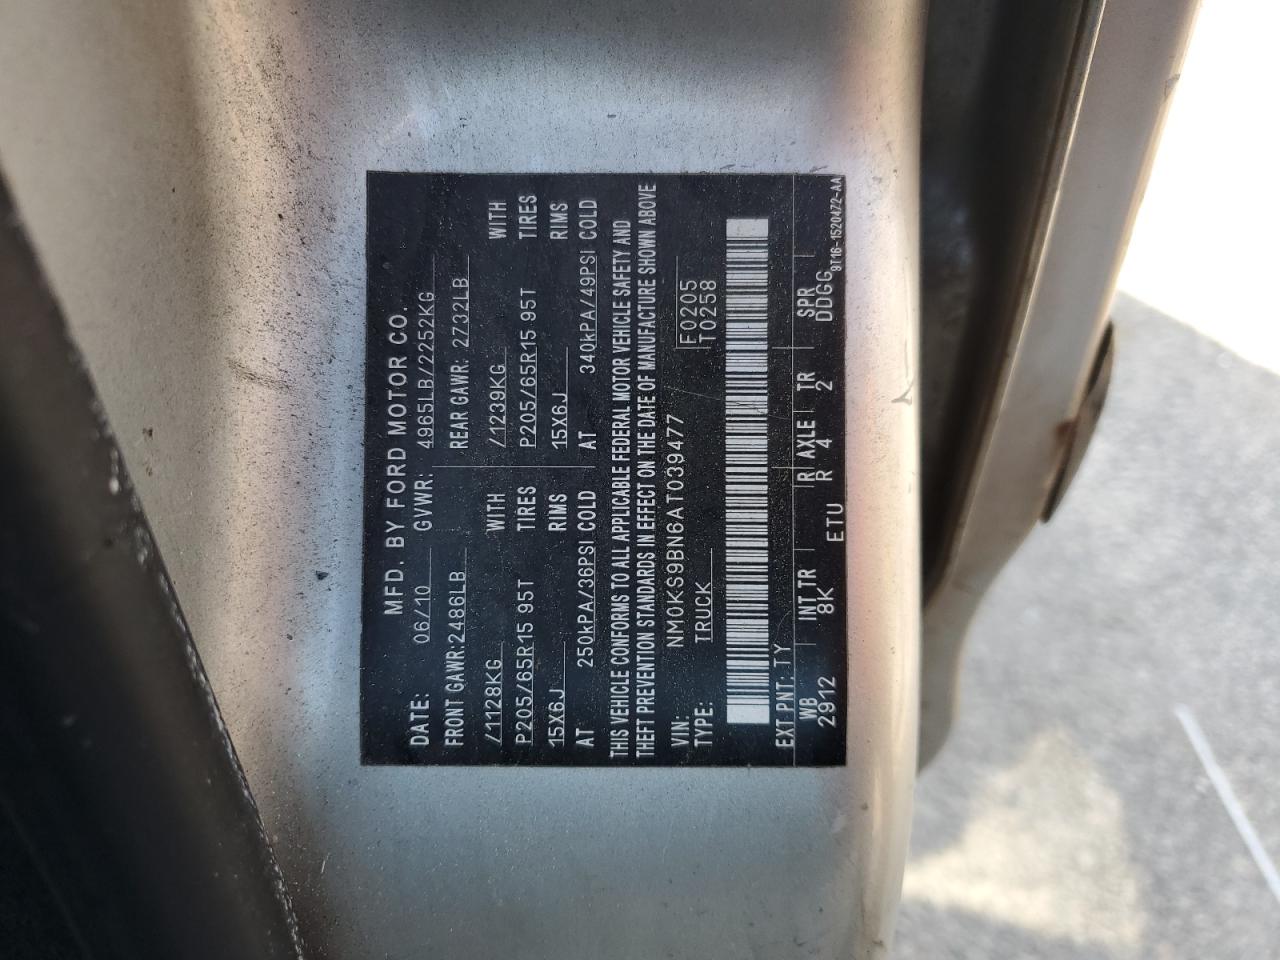 MFD. BY FORD MOTOR CO.
DATE: 06/10 GVWR: 4965LB/2252KG
FRONT GAWR:2486LB REAR GAWR: 2732LB
/1128KG WITH /1239KG WITH
P205/65R15 95T TIRES P205/65R15 95T TIRES
15X6J RIMS 15X6J RIMS
AT 250kPA/36PSI COLD AT 340kPA/49PSI COLD
THIS VEHICLE CONFORMS TO ALL APPLICABLE FEDERAL MOTOR VEHICLE SAFETY AND
THEFT PREVENTION STANDARDS IN EFFECT ON THE DATE OF MANUFACTURE SHOWN ABOVE
VIN: NM0KS9BN6AT039477 F0205
TYPE: TRUCK T0258
EXT PNT: TY
WB INT TR R AXLE TR SPR
2912 8K R 4 2 DDGG
ETU 9T16-1520472-AA